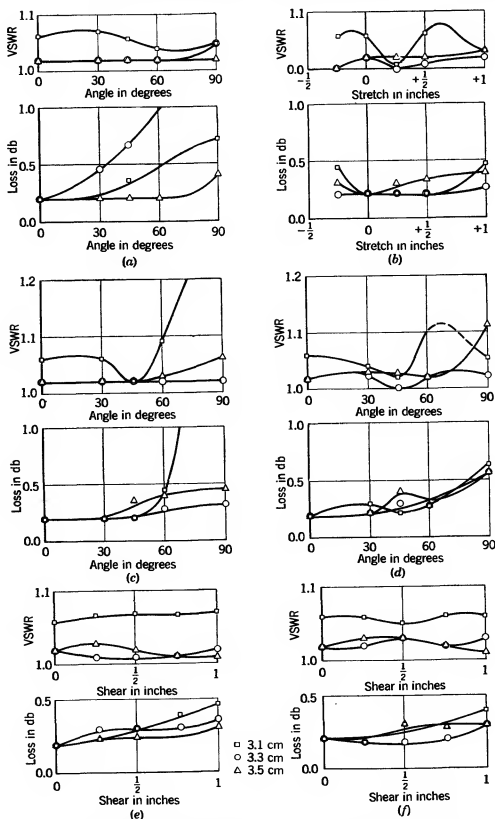 VSWR
1.1
1.0
0 30 60 90
Angle in degrees
Loss in db
1.0
0.5
0
0 30 60 90
Angle in degrees
(a)
VSWR
1.1
0.0
-1/2 0 +1/2 +1
Stretch in inches
Loss in db
1.0
0.5
0
-1/2 0 +1/2 +1
Stretch in inches
(b)
VSWR
1.2
1.1
1.0
0 30 60 90
Angle in degrees
Loss in db
1.0
0.5
0.0
0 30 60 90
Angle in degrees
(c)
VSWR
1.2
1.1
1.0
0 30 60 90
Angle in degrees
Loss in db
1.0
0.5
0.0
0 30 60 90
Angle in degrees
(d)
VSWR
1.1
1.0
0 1/2 1
Shear in inches
Loss in db
0.5
0.0
0 1/2 1
Shear in inches
(e)
□ 3.1 cm
○ 3.3 cm
△ 3.5 cm
VSWR
1.1
1.0
0 1/2 1
Shear in inches
Loss in db
0.5
0
0 1/2 1
Shear in inches
(f)